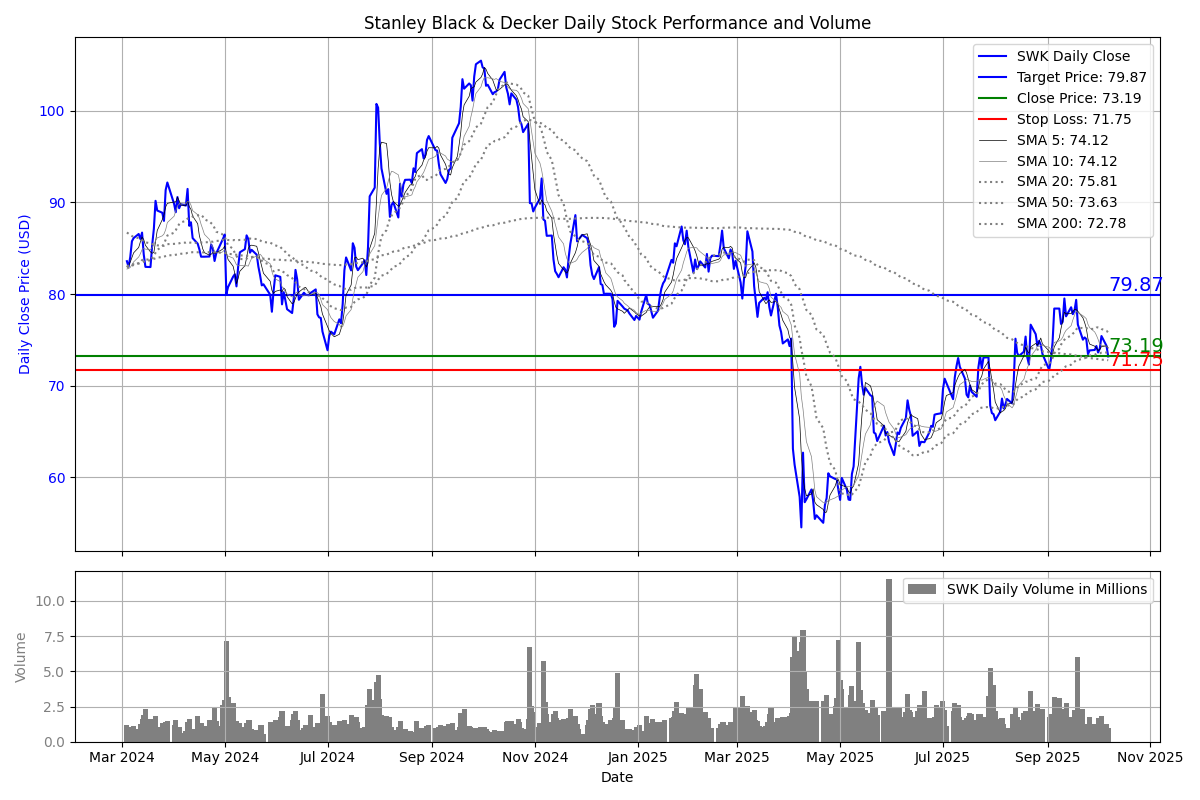 Stanley Black & Decker Daily Stock Performance and Volume
Daily Close Price (USD)
100
90
80
70
60
SWK Daily Close
Target Price: 79.87
Close Price: 73.19
Stop Loss: 71.75
SMA 5: 74.12
SMA 10: 74.12
SMA 20: 75.81
SMA 50: 73.63
SMA 200: 72.78
79.87
73.19
71.75
Volume
10.0
7.5
5.0
2.5
0.0
SWK Daily Volume in Millions
Mar 2024 May 2024 Jul 2024 Sep 2024 Nov 2024 Jan 2025 Mar 2025 May 2025 Jul 2025 Sep 2025 Nov 2025
Date